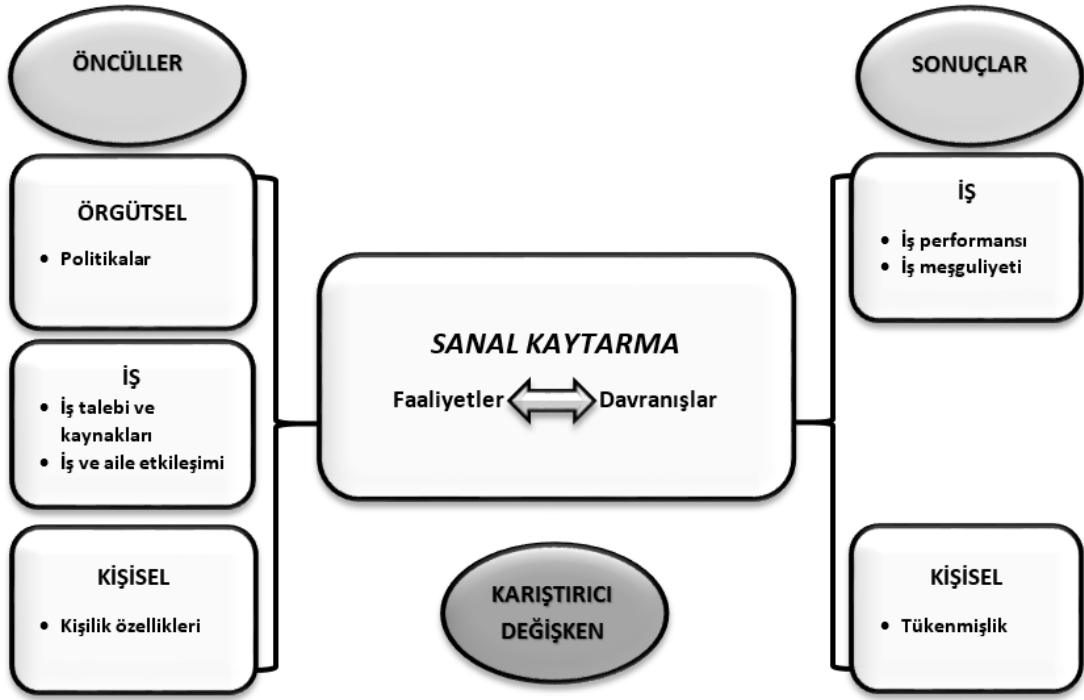 ÖNCÜLLER
ÖRGÜTSEL
• Politikalar
İŞ
• İş talebi ve
kaynakları
• İş ve aile etkileşimi
KİŞİSEL
• Kişilik özellikleri
SANAL KAYTARMA
Faaliyetler Davranışlar
KARIŞTIRICI
DEĞİŞKEN
SONUÇLAR
İŞ
• İş performansı
• İş meşguliyeti
KİŞİSEL
• Tükenmişlik